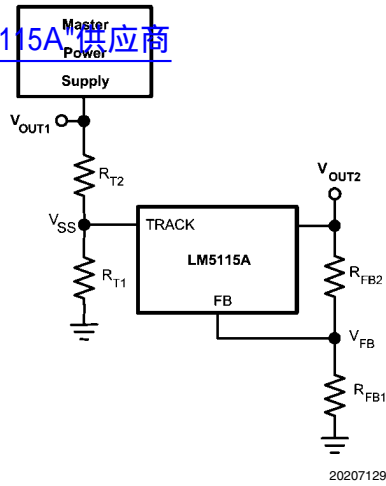 Master
115A"供应商
Power
Supply
VOUT1
RT2
VOUT2
VSS
TRACK
LM5115A
RT1
RFB2
FB
VFB
RFB1
20207129